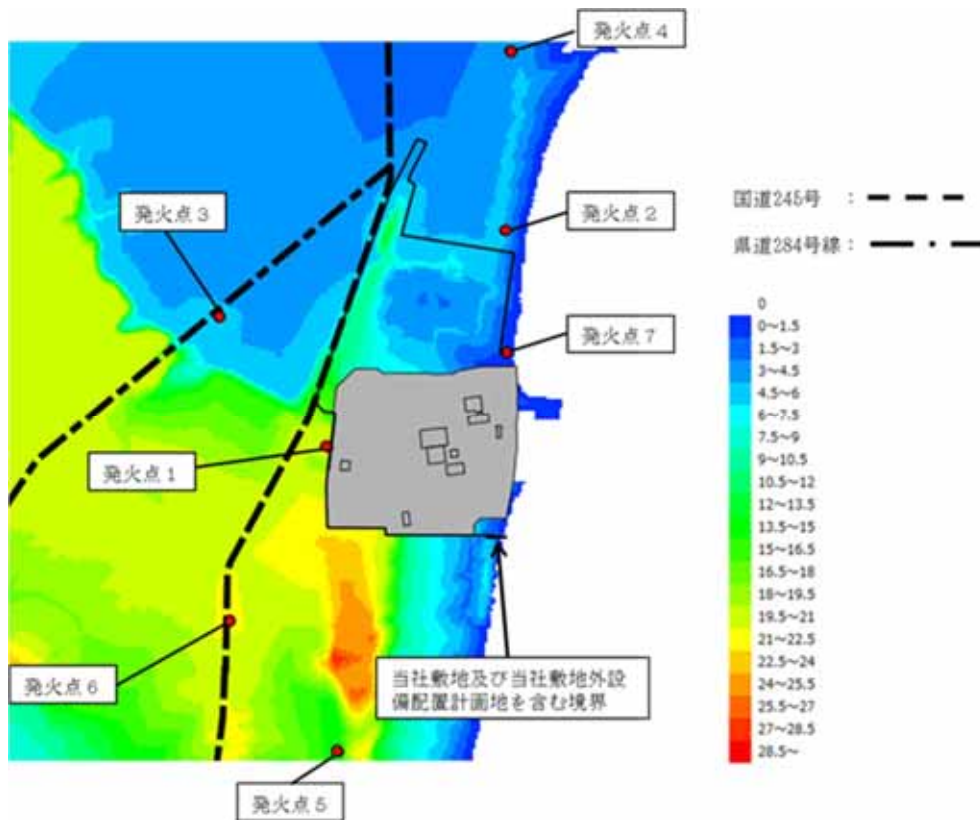 発火点4
発火点3
発火点2
発火点7
発火点1
発火点6
発火点5
当社敷地及び当社敷地外設
備配置計画地を含む境界
国道245号 :
県道284号線:
0
0~1.5
1.5~3
3~4.5
4.5~6
6~7.5
7.5~9
9~10.5
10.5~12
12~13.5
13.5~15
15~16.5
16.5~18
18~19.5
19.5~21
21~22.5
22.5~24
24~25.5
25.5~27
27~28.5
28.5~